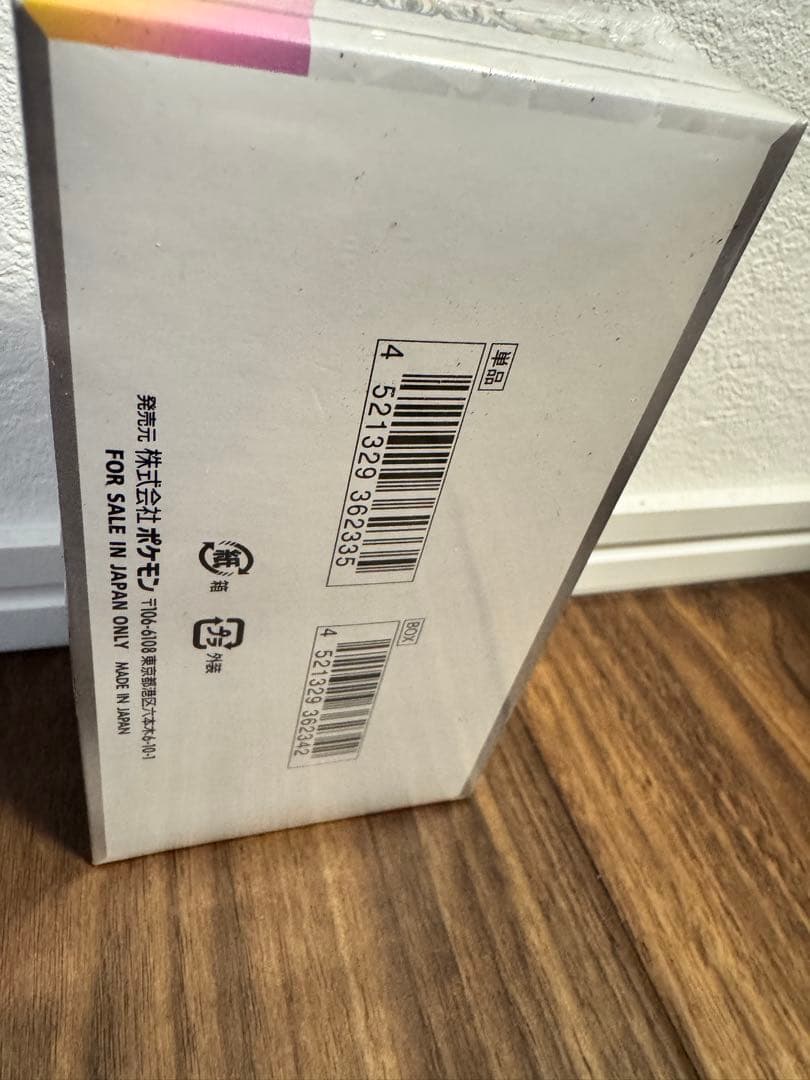 単品
4 521329 362335
BOX
4 521329 362342
紙 箱
プラ 外装
発売元 株式会社ポケモン 〒106-6108 東京都港区六本木6-10-1
FOR SALE IN JAPAN ONLY MADE IN JAPAN